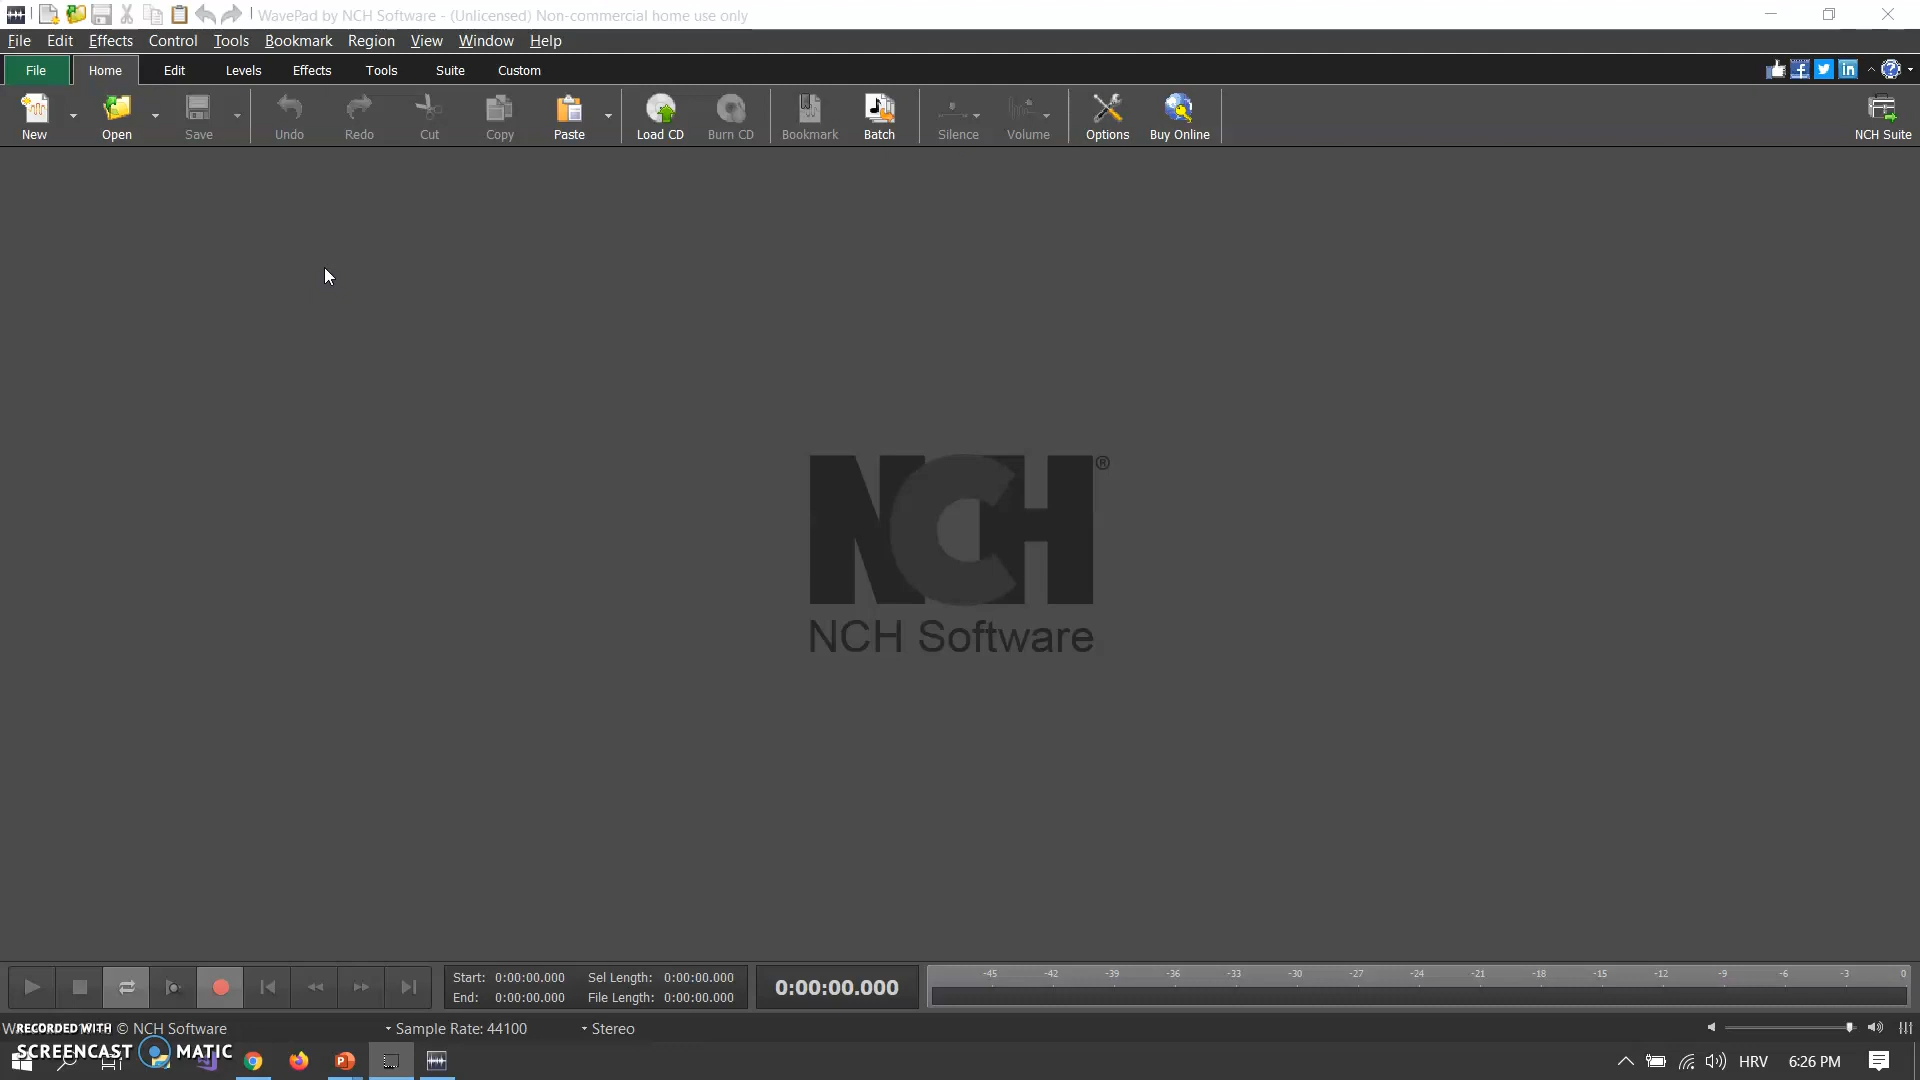 WavePad by NCH Software - (Unlicensed) Non-commercial home use only
File Edit Effects Control Tools Bookmark Region View Window Help
File Home Edit Levels Effects Tools Suite Custom
New Open Save Undo Redo Cut Copy Paste Load CD Burn CD Bookmark Batch Silence Volume Options Buy Online NCH Suite
NCH®
NCH Software
Start: 0:00:00.000 Sel Length: 0:00:00.000
End: 0:00:00.000 File Length: 0:00:00.000
0:00:00.000
-45 -42 -39 -36 -33 -30 -27 -24 -21 -18 -15 -12 -9 -6 -3 0
© NCH Software Sample Rate: 44100 Stereo
RECORDED WITH
SCREENCAST MATIC
HRV 6:26 PM